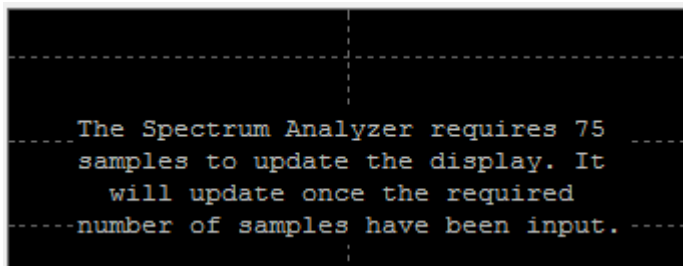 The Spectrum Analyzer requires 75
samples to update the display. It
will update once the required
number of samples have been input.